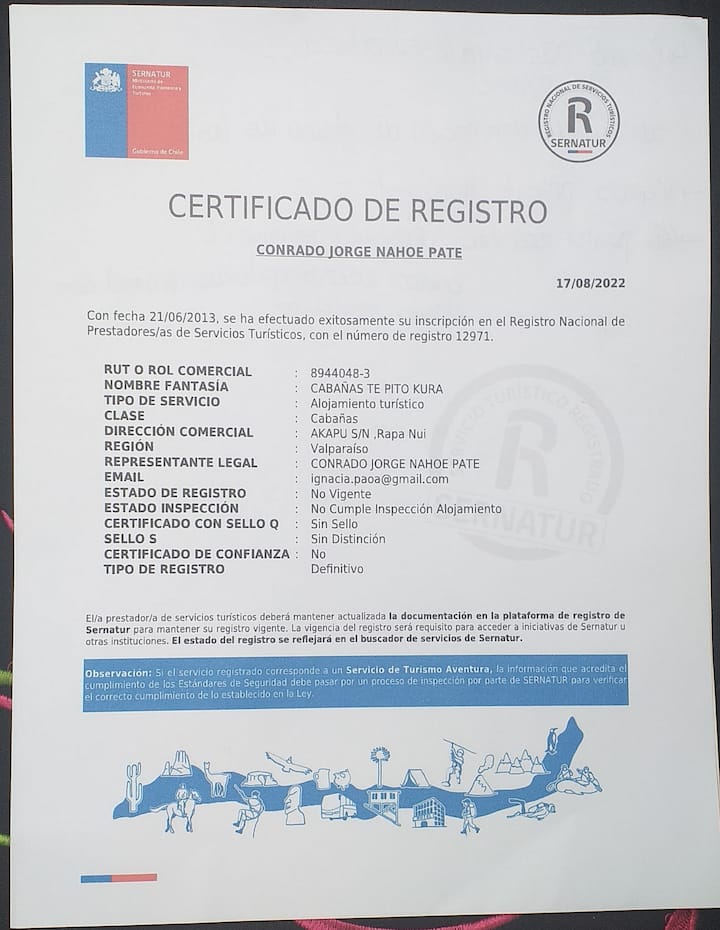 SERNATUR
Ministerio de
Economía, Fomento y
Turismo
Gobierno de Chile
REGISTRO NACIONAL DE SERVICIOS TURÍSTICOS
R
SERNATUR
CERTIFICADO DE REGISTRO
CONRADO JORGE NAHOE PATE
17/08/2022
Con fecha 21/06/2013, se ha efectuado exitosamente su inscripción en el Registro Nacional de
Prestadores/as de Servicios Turísticos, con el número de registro 12971.
RUT O ROL COMERCIAL : 8944048-3
NOMBRE FANTASÍA : CABAÑAS TE PITO KURA
TIPO DE SERVICIO : Alojamiento turístico
CLASE : Cabañas
DIRECCIÓN COMERCIAL : AKAPU S/N ,Rapa Nui
REGIÓN : Valparaíso
REPRESENTANTE LEGAL : CONRADO JORGE NAHOE PATE
EMAIL : ignacia.paoa@gmail.com
ESTADO DE REGISTRO : No Vigente
ESTADO INSPECCIÓN : No Cumple Inspección Alojamiento
CERTIFICADO CON SELLO Q : Sin Sello
SELLO S : Sin Distinción
CERTIFICADO DE CONFIANZA : No
TIPO DE REGISTRO : Definitivo
SERVICIO TURÍSTICO REGISTRADO
R
SERNATUR
El/a prestador/a de servicios turísticos deberá mantener actualizada la documentación en la plataforma de registro de
Sernatur para mantener su registro vigente. La vigencia del registro será requisito para acceder a iniciativas de Sernatur u
otras instituciones. El estado del registro se reflejará en el buscador de servicios de Sernatur.
Observación: Si el servicio registrado corresponde a un Servicio de Turismo Aventura, la información que acredita el
cumplimiento de los Estándares de Seguridad debe pasar por un proceso de inspección por parte de SERNATUR para verificar
el correcto cumplimiento de lo establecido en la Ley.